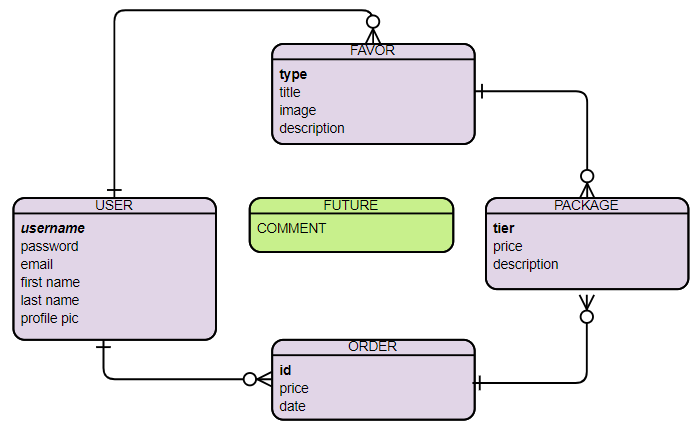 FAVOR
type
title
image
description
USER
username
password
email
first name
last name
profile pic
FUTURE
COMMENT
PACKAGE
tier
price
description
ORDER
id
price
date